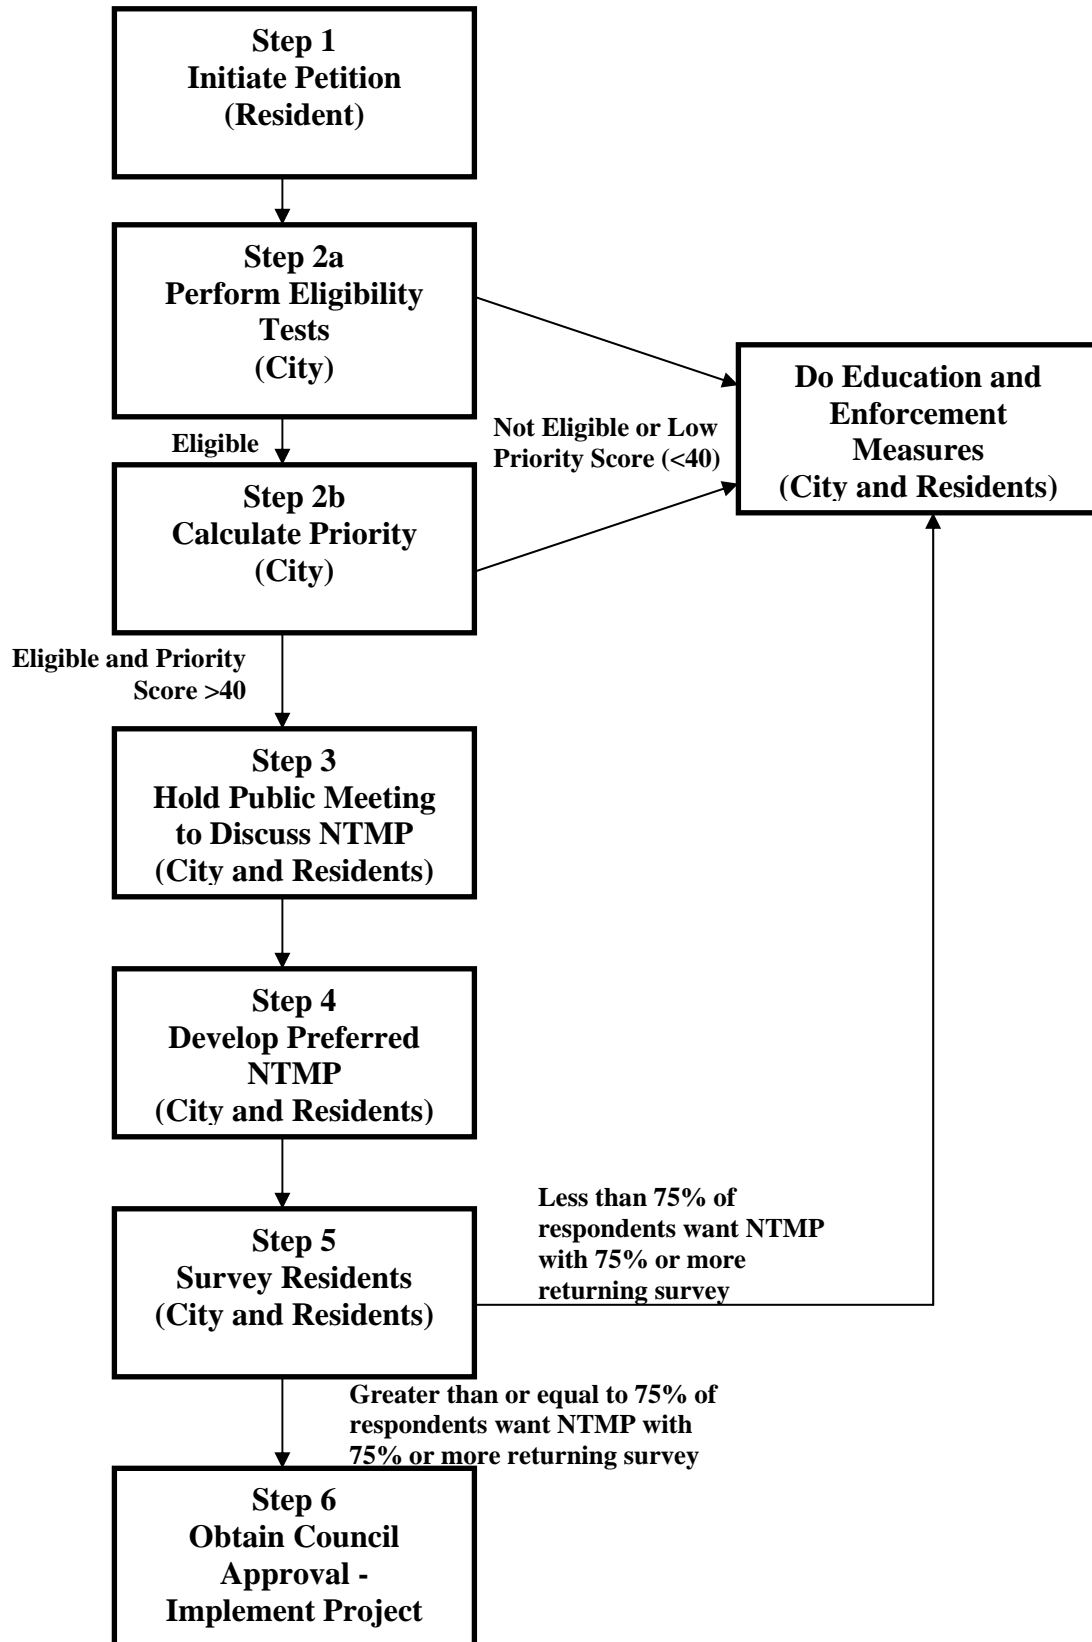 Step 1
Initiate Petition
(Resident)
Step 2a
Perform Eligibility
Tests
(City)
Do Education and
Enforcement
Measures
(City and Residents)
Not Eligible or Low
Priority Score (<40)
Eligible
Step 2b
Calculate Priority
(City)
Eligible and Priority
Score >40
Step 3
Hold Public Meeting
to Discuss NTMP
(City and Residents)
Step 4
Develop Preferred
NTMP
(City and Residents)
Less than 75% of
respondents want NTMP
with 75% or more
returning survey
Step 5
Survey Residents
(City and Residents)
Greater than or equal to 75% of
respondents want NTMP with
75% or more returning survey
Step 6
Obtain Council
Approval -
Implement Project